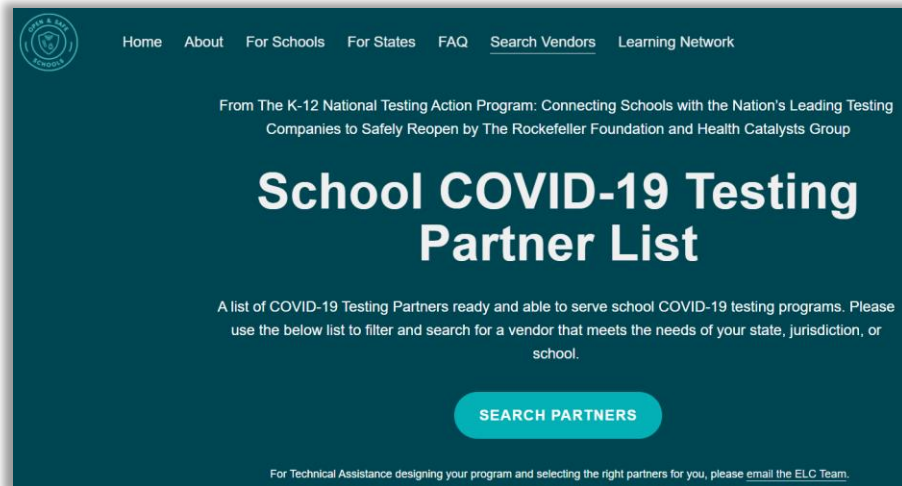 OPEN & SAFE
SCHOOLS
Home About For Schools For States FAQ Search Vendors Learning Network
From The K-12 National Testing Action Program: Connecting Schools with the Nation's Leading Testing
Companies to Safely Reopen by The Rockefeller Foundation and Health Catalysts Group
School COVID-19 Testing
Partner List
A list of COVID-19 Testing Partners ready and able to serve school COVID-19 testing programs. Please
use the below list to filter and search for a vendor that meets the needs of your state, jurisdiction, or
school.
SEARCH PARTNERS
For Technical Assistance designing your program and selecting the right partners for you, please email the ELC Team.